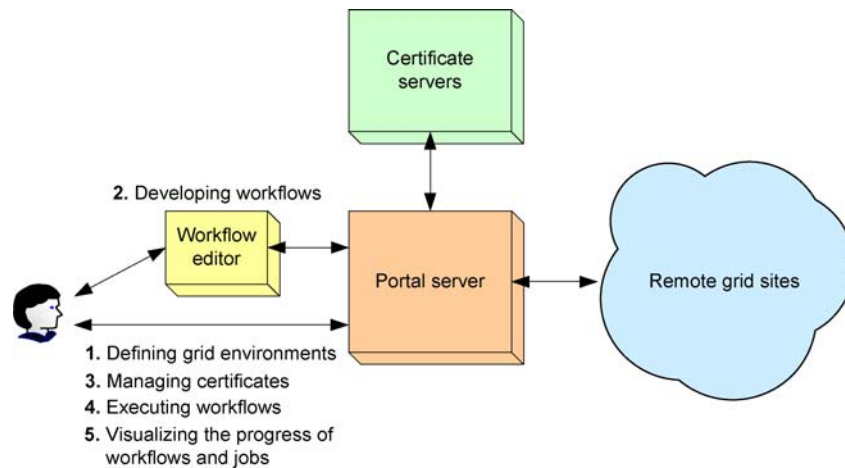 Certificate
servers
2. Developing workflows
Workflow
editor
Portal server
Remote grid sites
1. Defining grid environments
3. Managing certificates
4. Executing workflows
5. Visualizing the progress of
workflows and jobs